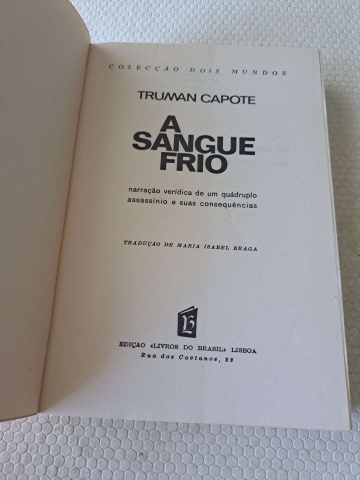 COLECÇÃO DOIS MUNDOS
TRUMAN CAPOTE
A
SANGUE
FRIO
narração verídica de um quádruplo
assassínio e suas consequências
TRADUÇÃO DE MARIA ISABEL BRAGA
EDIÇÃO «LIVROS DO BRASIL» LISBOA
Rua dos Caetanos, 22